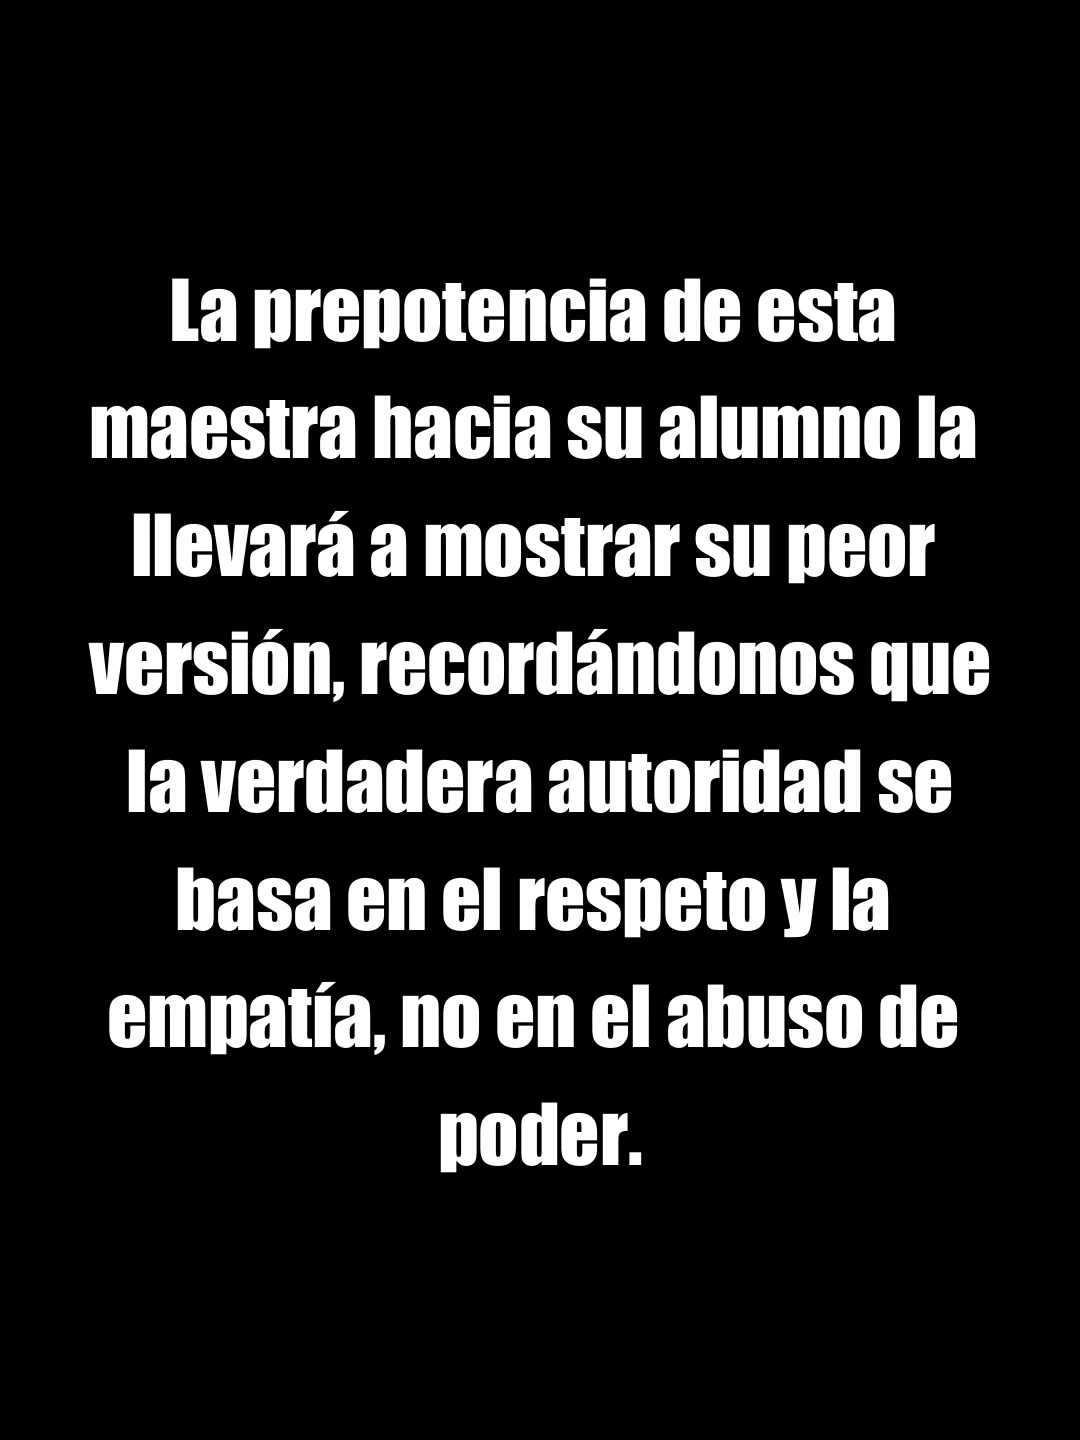 La prepotencia de esta
maestra hacia su alumno la
llevará a mostrar su peor
versión, recordándonos que
la verdadera autoridad se
basa en el respeto y la
empatía, no en el abuso de
poder.